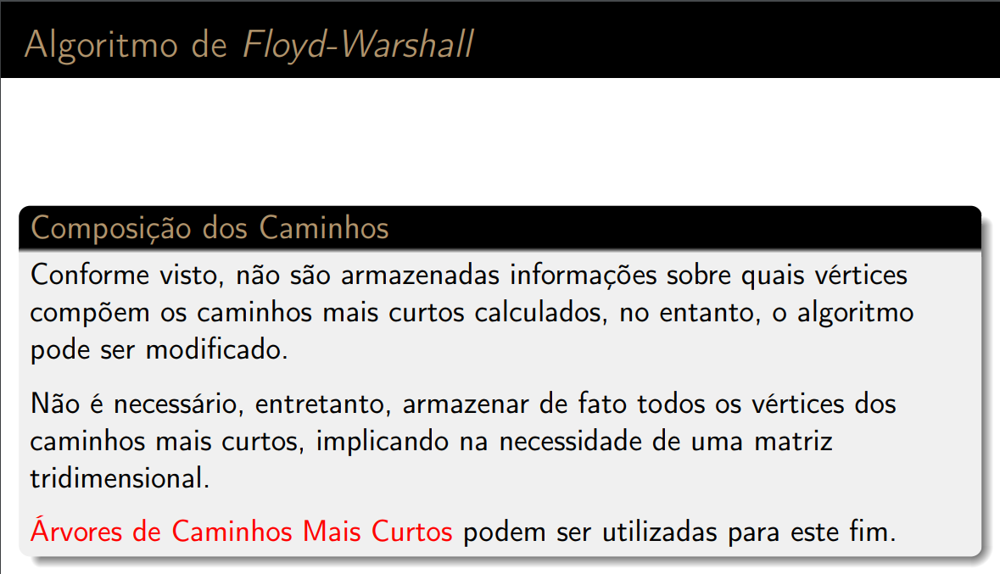 Algoritmo de Floyd-Warshall
Composição dos Caminhos
Conforme visto, não são armazenadas informações sobre quais vértices
compõem os caminhos mais curtos calculados, no entanto, o algoritmo
pode ser modificado.
Não é necessário, entretanto, armazenar de fato todos os vértices dos
caminhos mais curtos, implicando na necessidade de uma matriz
tridimensional.
Árvores de Caminhos Mais Curtos podem ser utilizadas para este fim.